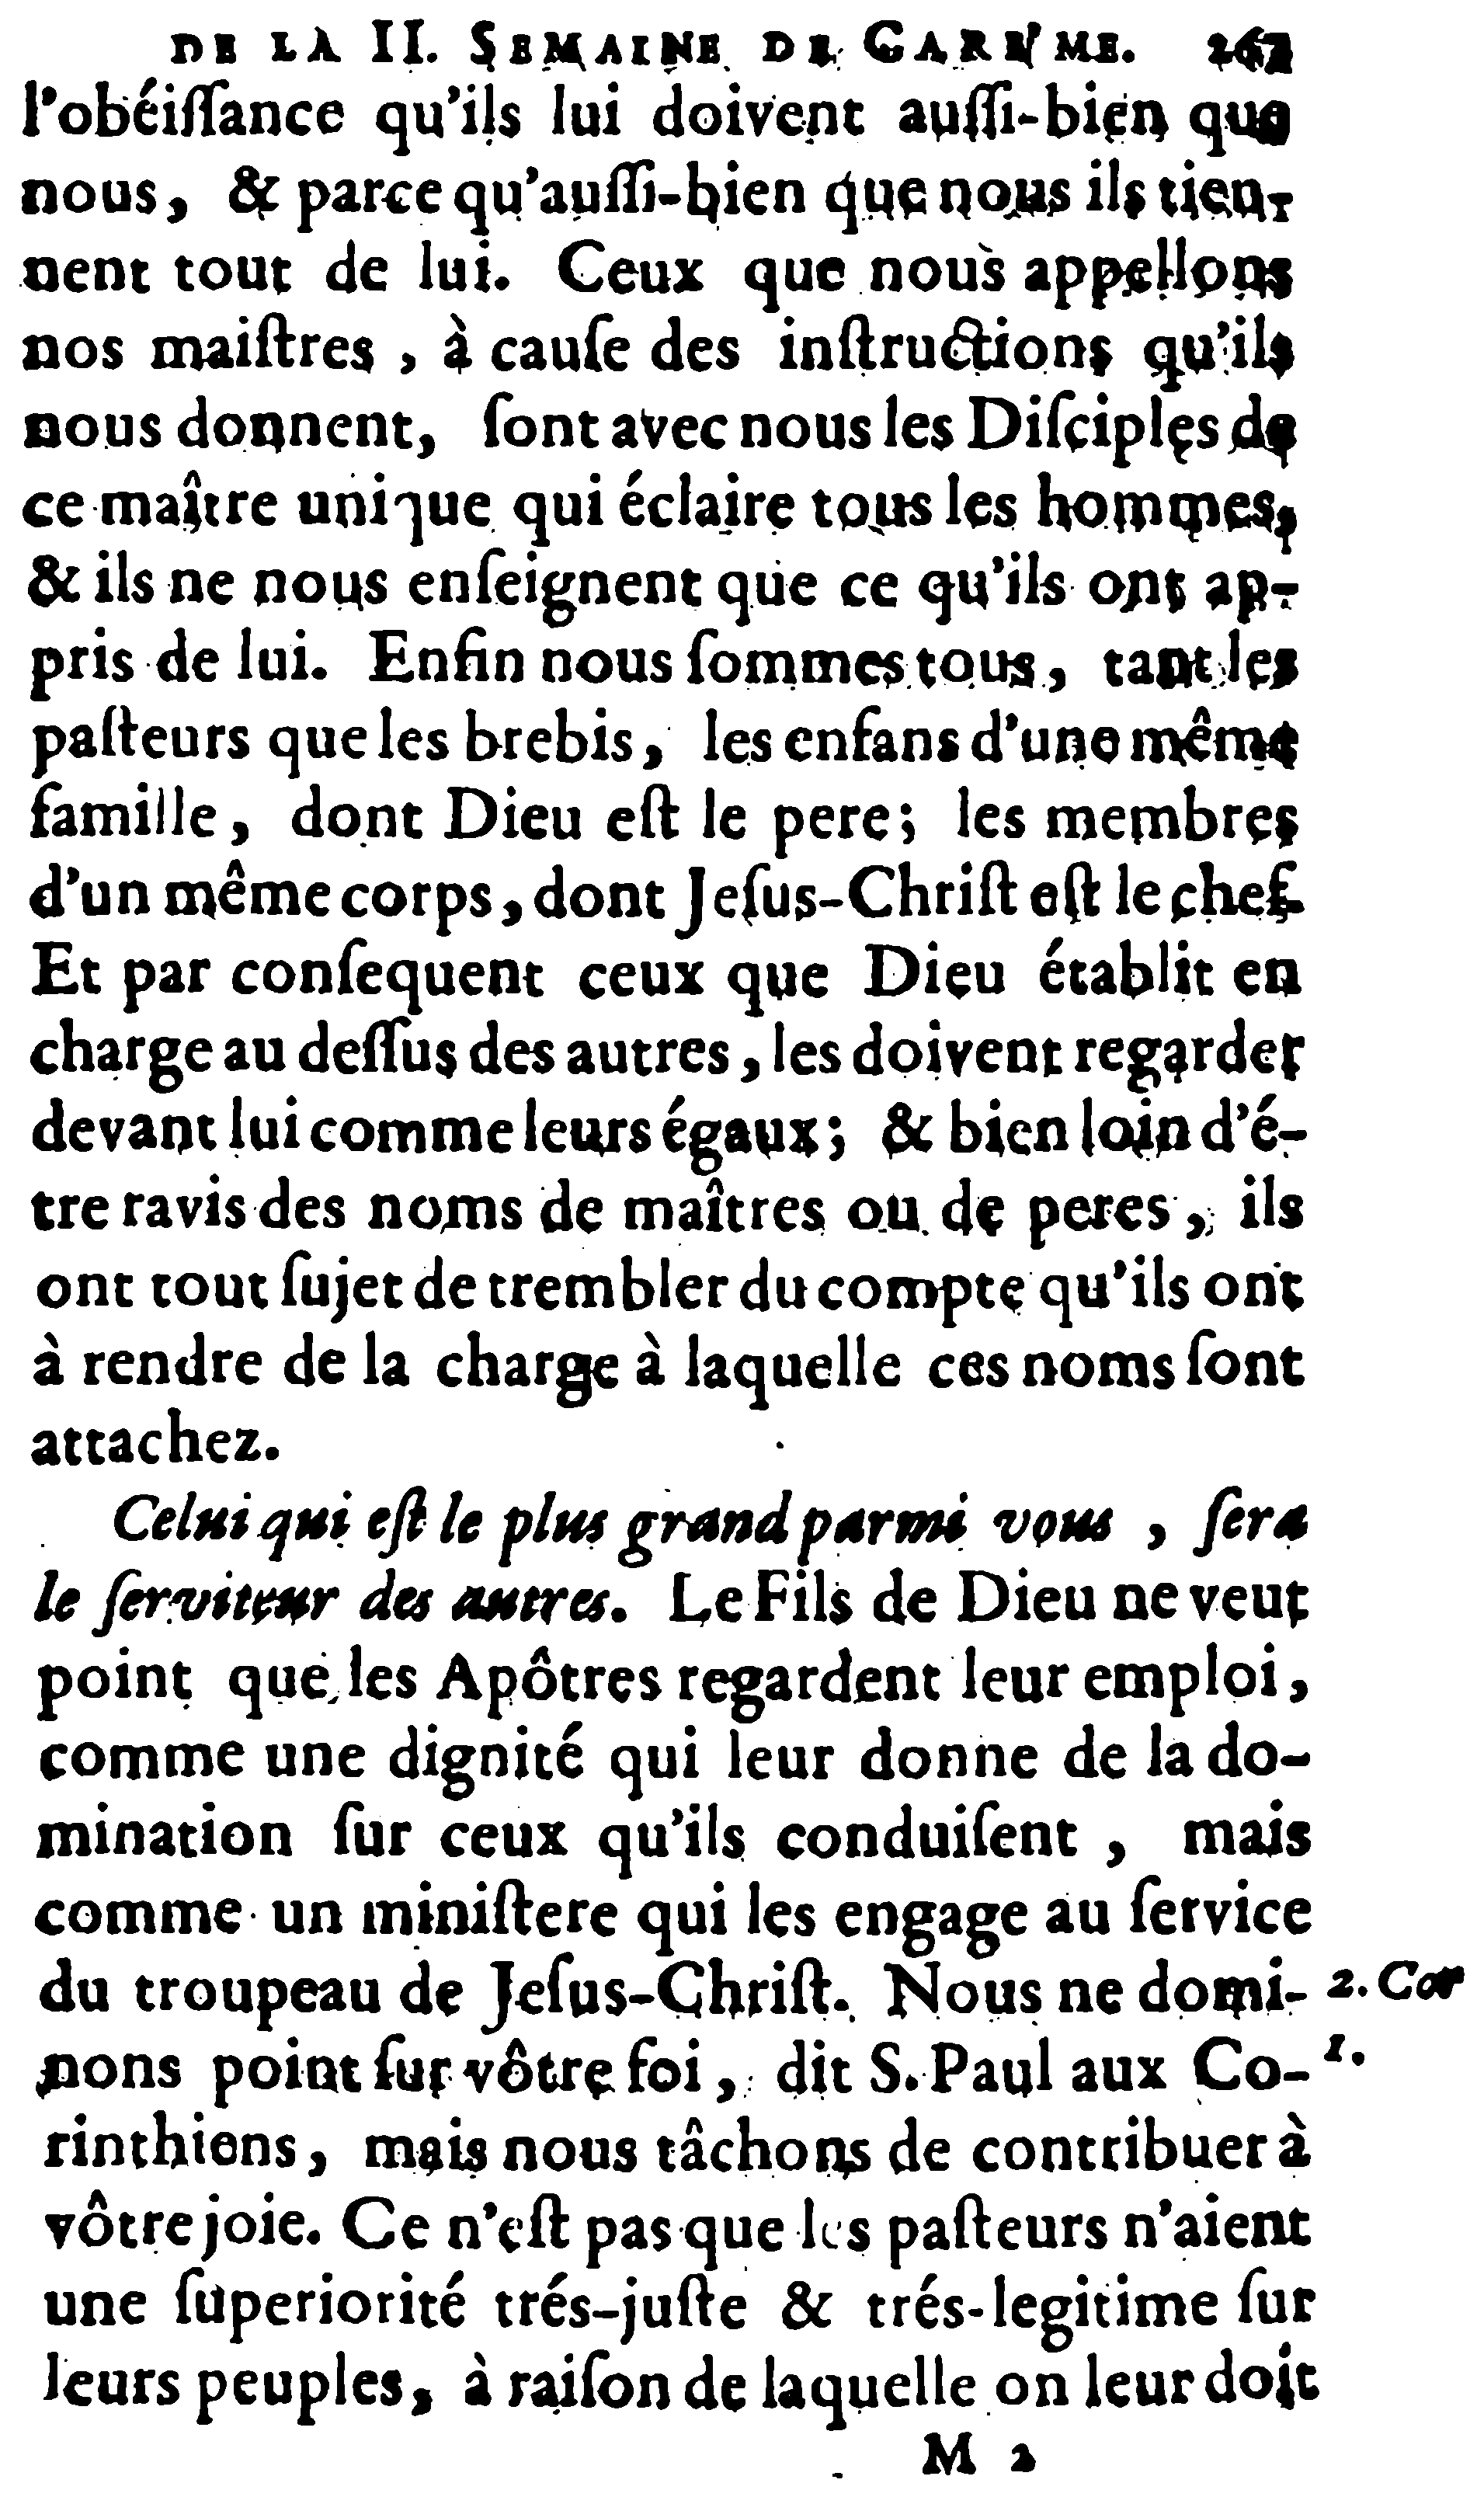 DE LA II. SEMAINE DE CARÊME. 267
l'obéiſſance qu'ils lui doivent auſſi-bien que
nous, & parce qu'auſſi-bien que nous ils tien-
nent tout de lui. Ceux que nous appellons
nos maiſtres, à cauſe des inſtructions qu'ils
nous donnent, ſont avec nous les Diſciples de
ce maître unique qui éclaire tous les hommes,
& ils ne nous enſeignent que ce qu'ils ont ap-
pris de lui. Enfin nous ſommes tous, tant les
paſteurs que les brebis, les enfans d'une même
famille, dont Dieu eſt le pere; les membres
d'un même corps, dont Jeſus-Chriſt eſt le chef.
Et par conſequent ceux que Dieu établit en
charge au deſſus des autres, les doivent regarder
devant lui comme leurs égaux; & bien loin d'é-
tre ravis des noms de maîtres ou de peres, ils
ont tout ſujet de trembler du compte qu'ils ont
à rendre de la charge à laquelle ces noms ſont
attachez.
Celui qui eſt le plus grand parmi vous, ſera
le ſerviteur des autres. Le Fils de Dieu ne veut
point que les Apôtres regardent leur emploi,
comme une dignité qui leur donne de la do-
mination ſur ceux qu'ils conduiſent, mais
comme un miniſtere qui les engage au ſervice
du troupeau de Jeſus-Chriſt. Nous ne domi-
nons point ſur vôtre foi, dit S. Paul aux Co-
rinthiens, mais nous tâchons de contribuer à
vôtre joie. Ce n'eſt pas que les paſteurs n'aient
une ſuperiorité trés-juſte & trés-legitime ſur
leurs peuples, à raiſon de laquelle on leur doit
M 2
2. Cor
1.